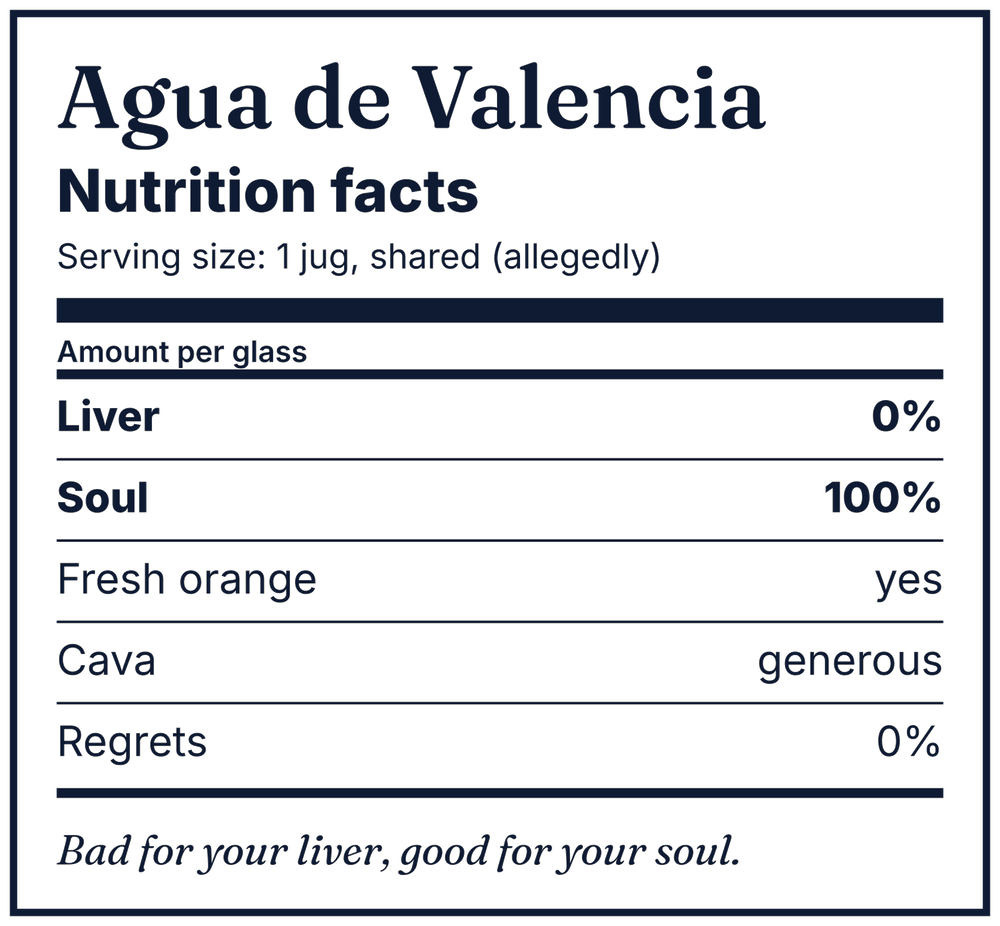 Agua de Valencia
Nutrition facts
Serving size: 1 jug, shared (allegedly)
Amount per glass
Liver 0%
Soul 100%
Fresh orange yes
Cava generous
Regrets 0%
Bad for your liver, good for your soul.